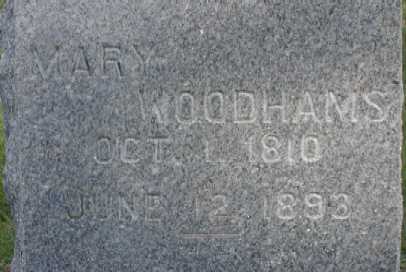 MARY
WOODHAMS
OCT. 1. 1810
JUNE 12 1893